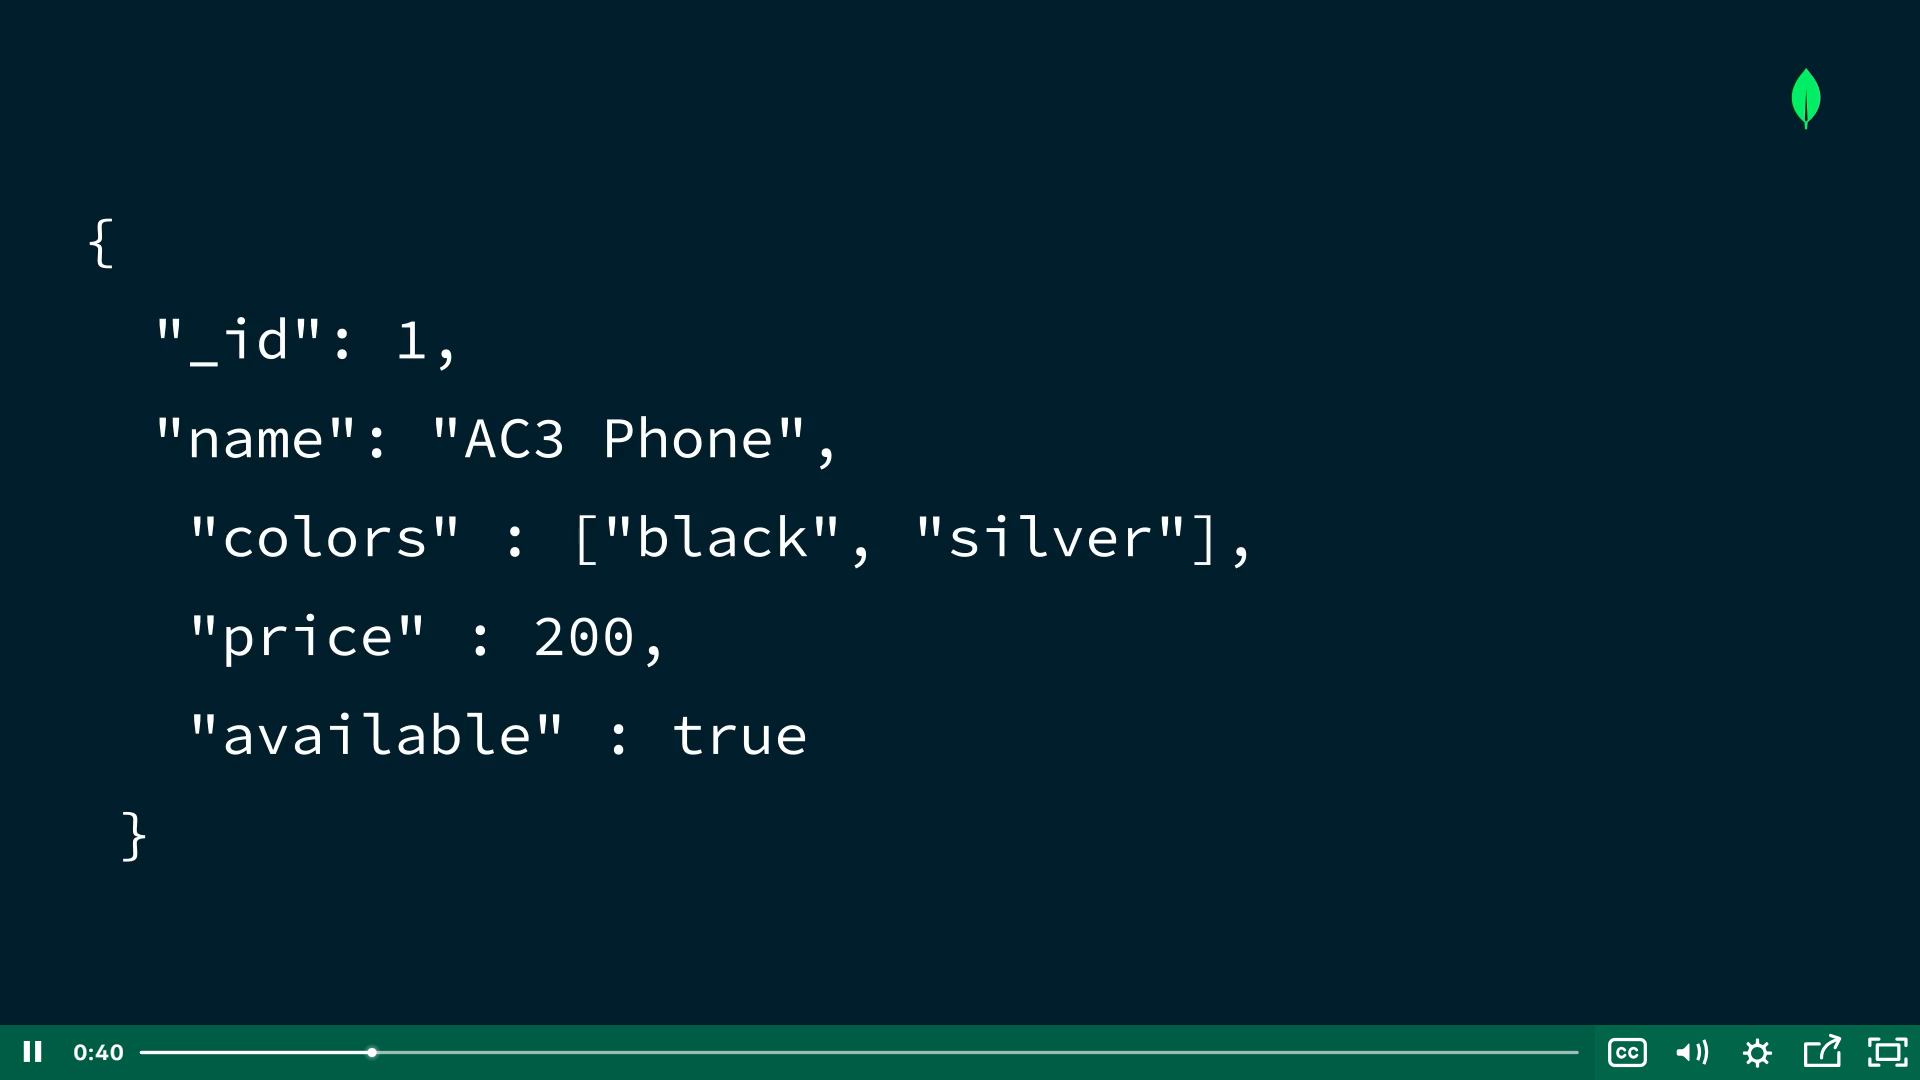 {
"_id": 1,
"name": "AC3 Phone",
"colors" : ["black", "silver"],
"price" : 200,
"available" : true
}
0:40
CC